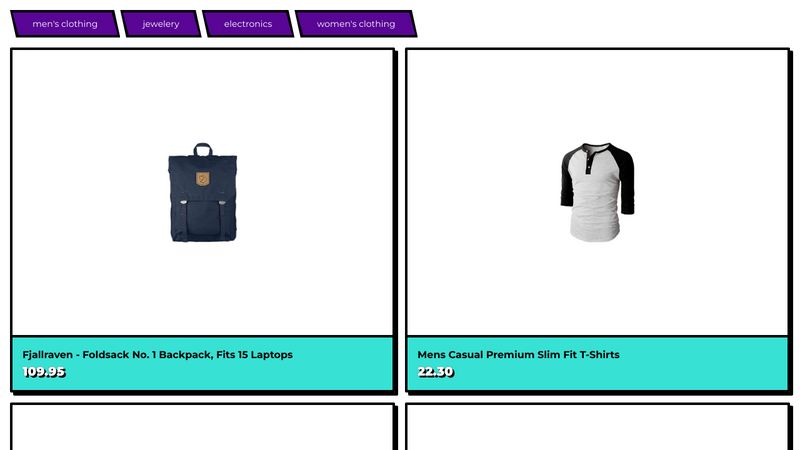 men's clothing
jewelery
electronics
women's clothing
Fjallraven - Foldsack No. 1 Backpack, Fits 15 Laptops
109.95
Mens Casual Premium Slim Fit T-Shirts
22.30